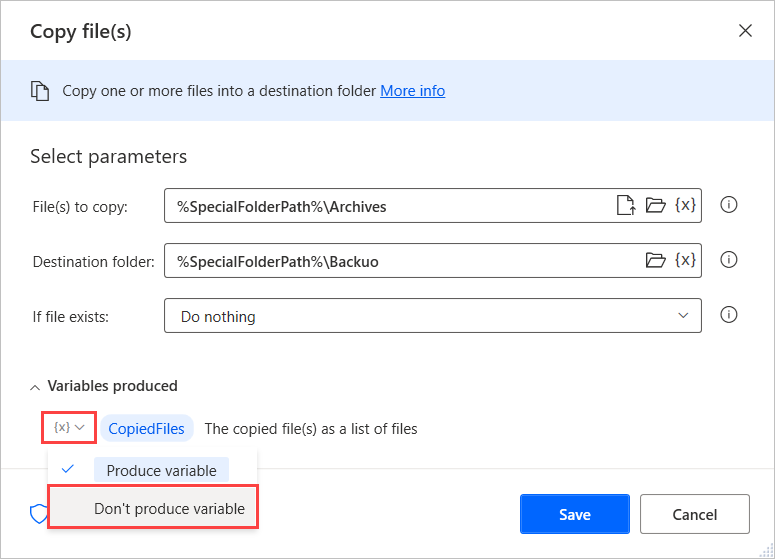 Copy file(s)
Copy one or more files into a destination folder More info
Select parameters
File(s) to copy: %SpecialFolderPath%\Archives {x}
Destination folder: %SpecialFolderPath%\Backuo {x}
If file exists: Do nothing
Variables produced
{x} CopiedFiles The copied file(s) as a list of files
Produce variable
Don't produce variable
Save Cancel